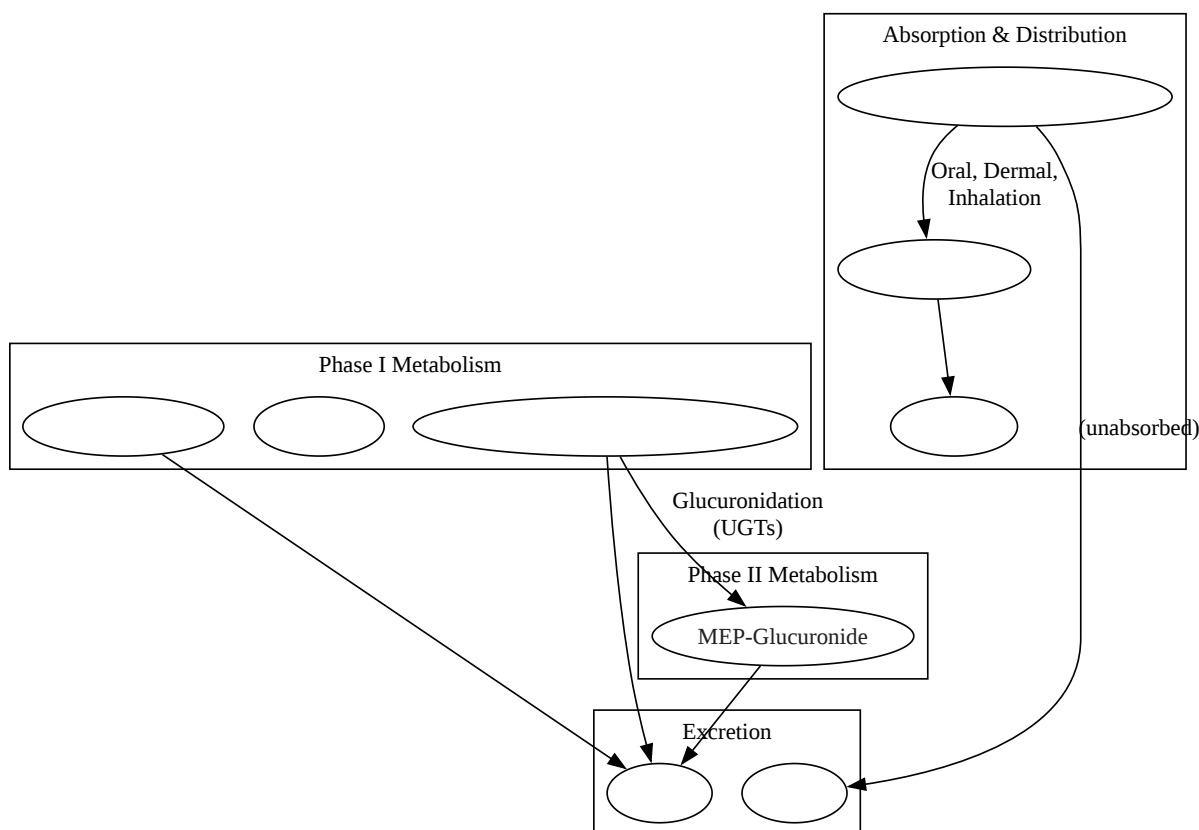 Absorption & Distribution
Oral, Dermal,
Inhalation
Phase I Metabolism
(unabsorbed)
Glucuronidation
(UGTs)
Phase II Metabolism
MEP-Glucuronide
Excretion